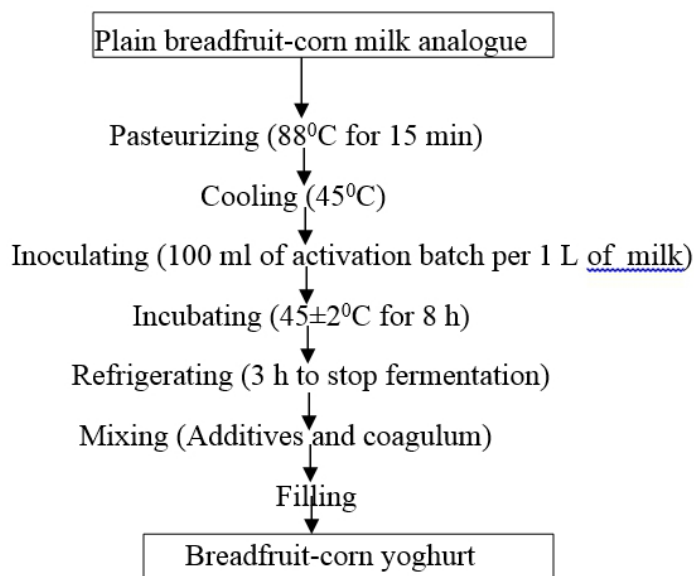 Plain breadfruit-corn milk analogue
Pasteurizing (88⁰C for 15 min)
Cooling (45⁰C)
Inoculating (100 ml of activation batch per 1 L of milk)
Incubating (45±2⁰C for 8 h)
Refrigerating (3 h to stop fermentation)
Mixing (Additives and coagulum)
Filling
Breadfruit-corn yoghurt